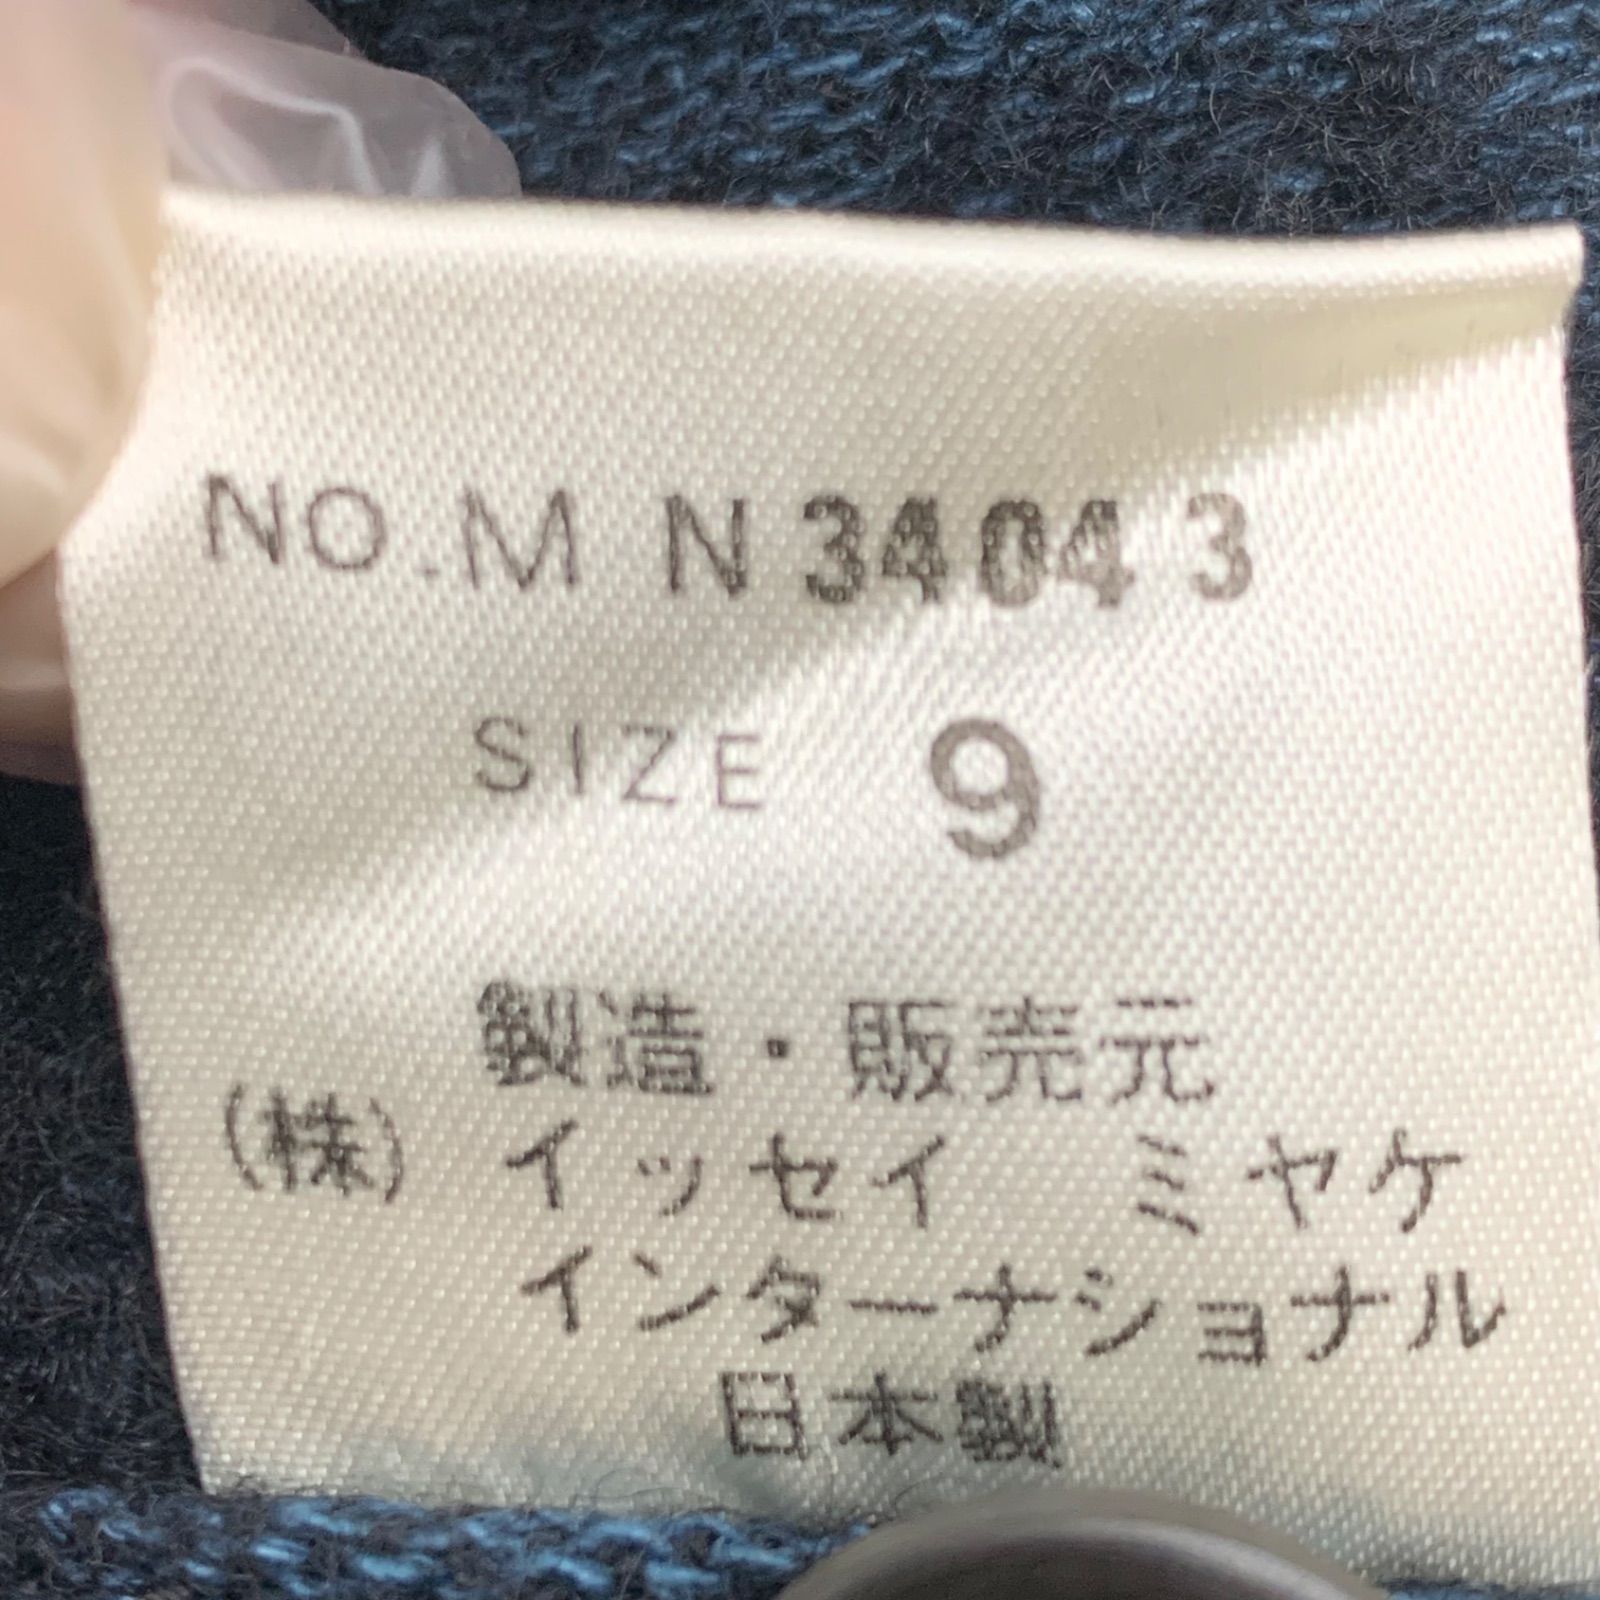 NO.MN34043
SIZE 9
製造・販売元
(株) イッセイ ミヤケ
インターナショナル
日本製